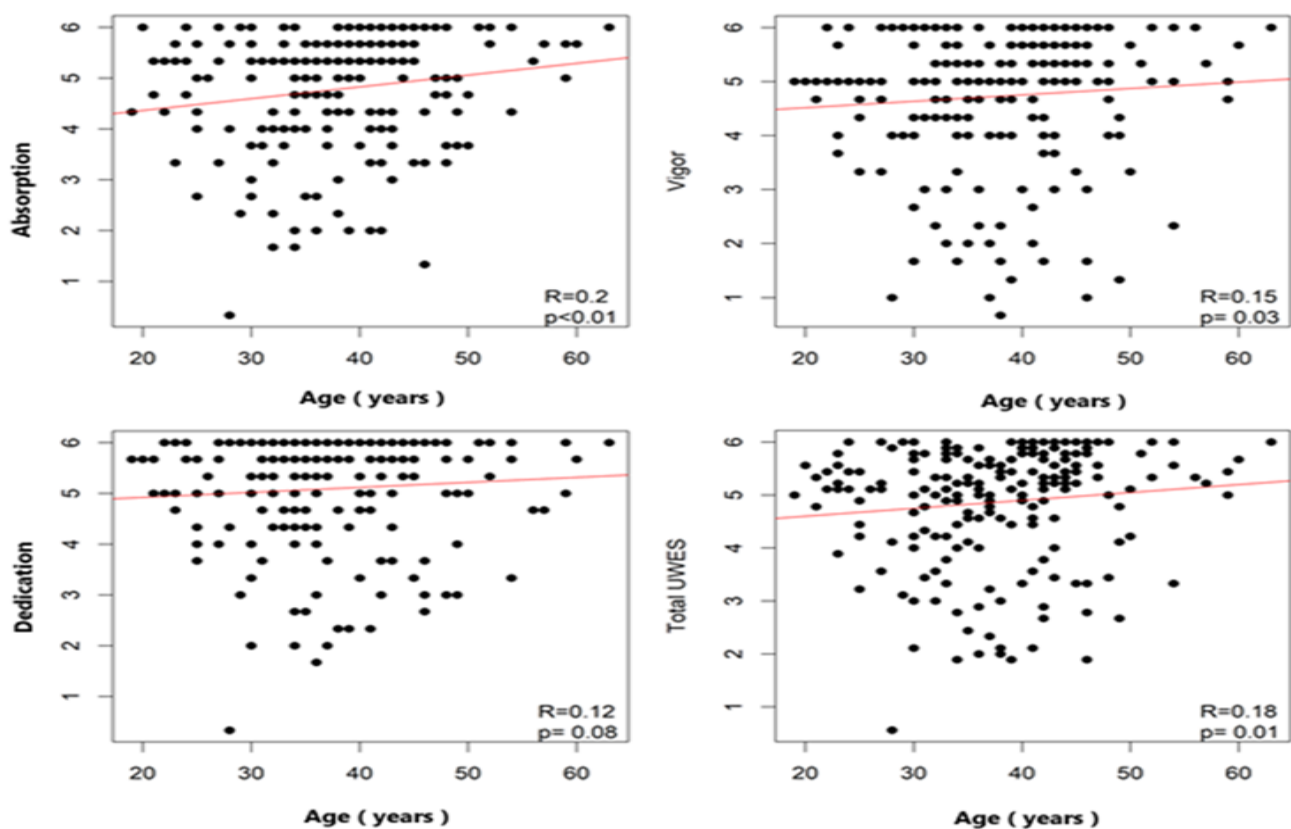 Absorption
6
5
4
3
2
1
R=0.2
p<0.01
20 30 40 50 60
Age ( years )
Vigor
6
5
4
3
2
1
R=0.15
p= 0.03
20 30 40 50 60
Age ( years )
Dedication
6
5
4
3
2
1
R=0.12
p= 0.08
20 30 40 50 60
Age ( years )
Total UWES
6
5
4
3
2
1
R=0.18
p= 0.01
20 30 40 50 60
Age ( years )